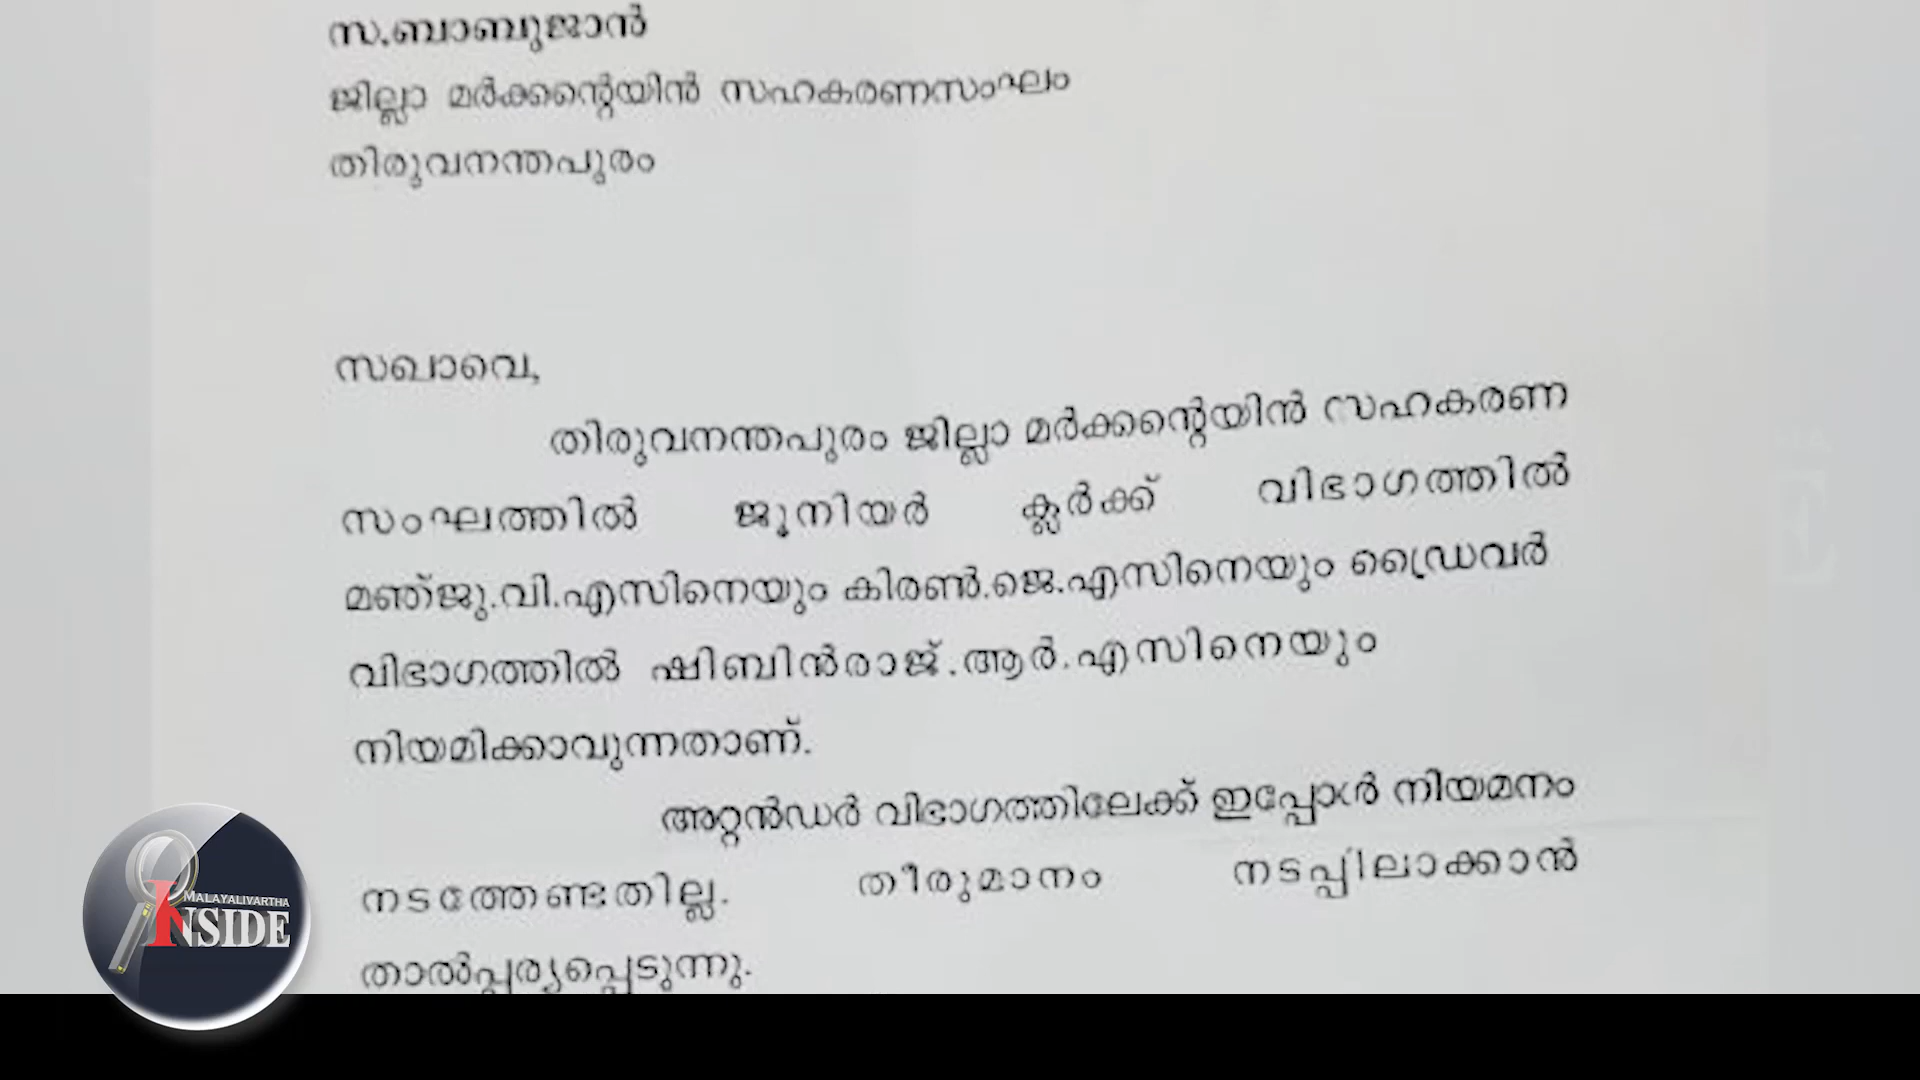 സ.ബാബുജാൻ
ജില്ലാ മർക്കന്റെയിൻ സഹകരണസംഘം
തിരുവനന്തപുരം
സഖാവെ,
തിരുവനന്തപുരം ജില്ലാ മർക്കന്റെയിൻ സഹകരണ
സംഘത്തിൽ ജൂനിയർ ക്ലർക്ക് വിഭാഗത്തിൽ
മഞ്ജു.വി.എസിനെയും കിരൺ.ജെ.എസിനെയും ഡ്രൈവർ
വിഭാഗത്തിൽ ഷിബിൻരാജ്.ആർ.എസിനെയും
നിയമിക്കാവുന്നതാണ്.
അറ്റൻഡർ വിഭാഗത്തിലേക്ക് ഇപ്പോൾ നിയമനം
നടത്തേണ്ടതില്ല. തീരുമാനം നടപ്പിലാക്കാൻ
താൽപ്പര്യപ്പെടുന്നു.
MALAYALIVARTHA
INSIDE